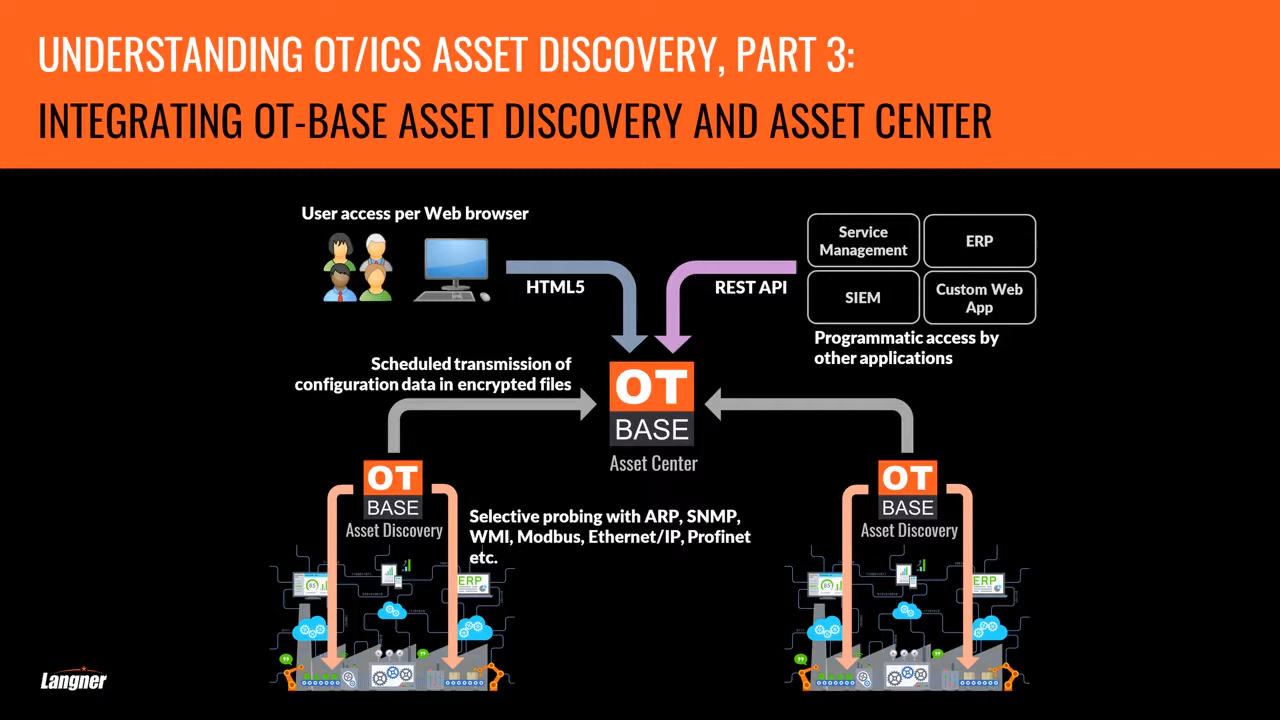 UNDERSTANDING OT/ICS ASSET DISCOVERY, PART 3:
INTEGRATING OT-BASE ASSET DISCOVERY AND ASSET CENTER
User access per Web browser
HTML5
REST API
Service
Management
ERP
SIEM
Custom Web
App
Programmatic access by
other applications
Scheduled transmission of
configuration data in encrypted files
OT
BASE
Asset Center
OT
BASE
Asset Discovery
Selective probing with ARP, SNMP,
WMI, Modbus, Ethernet/IP, Profinet
etc.
OT
BASE
Asset Discovery
85
ERP
85
ERP
Langner